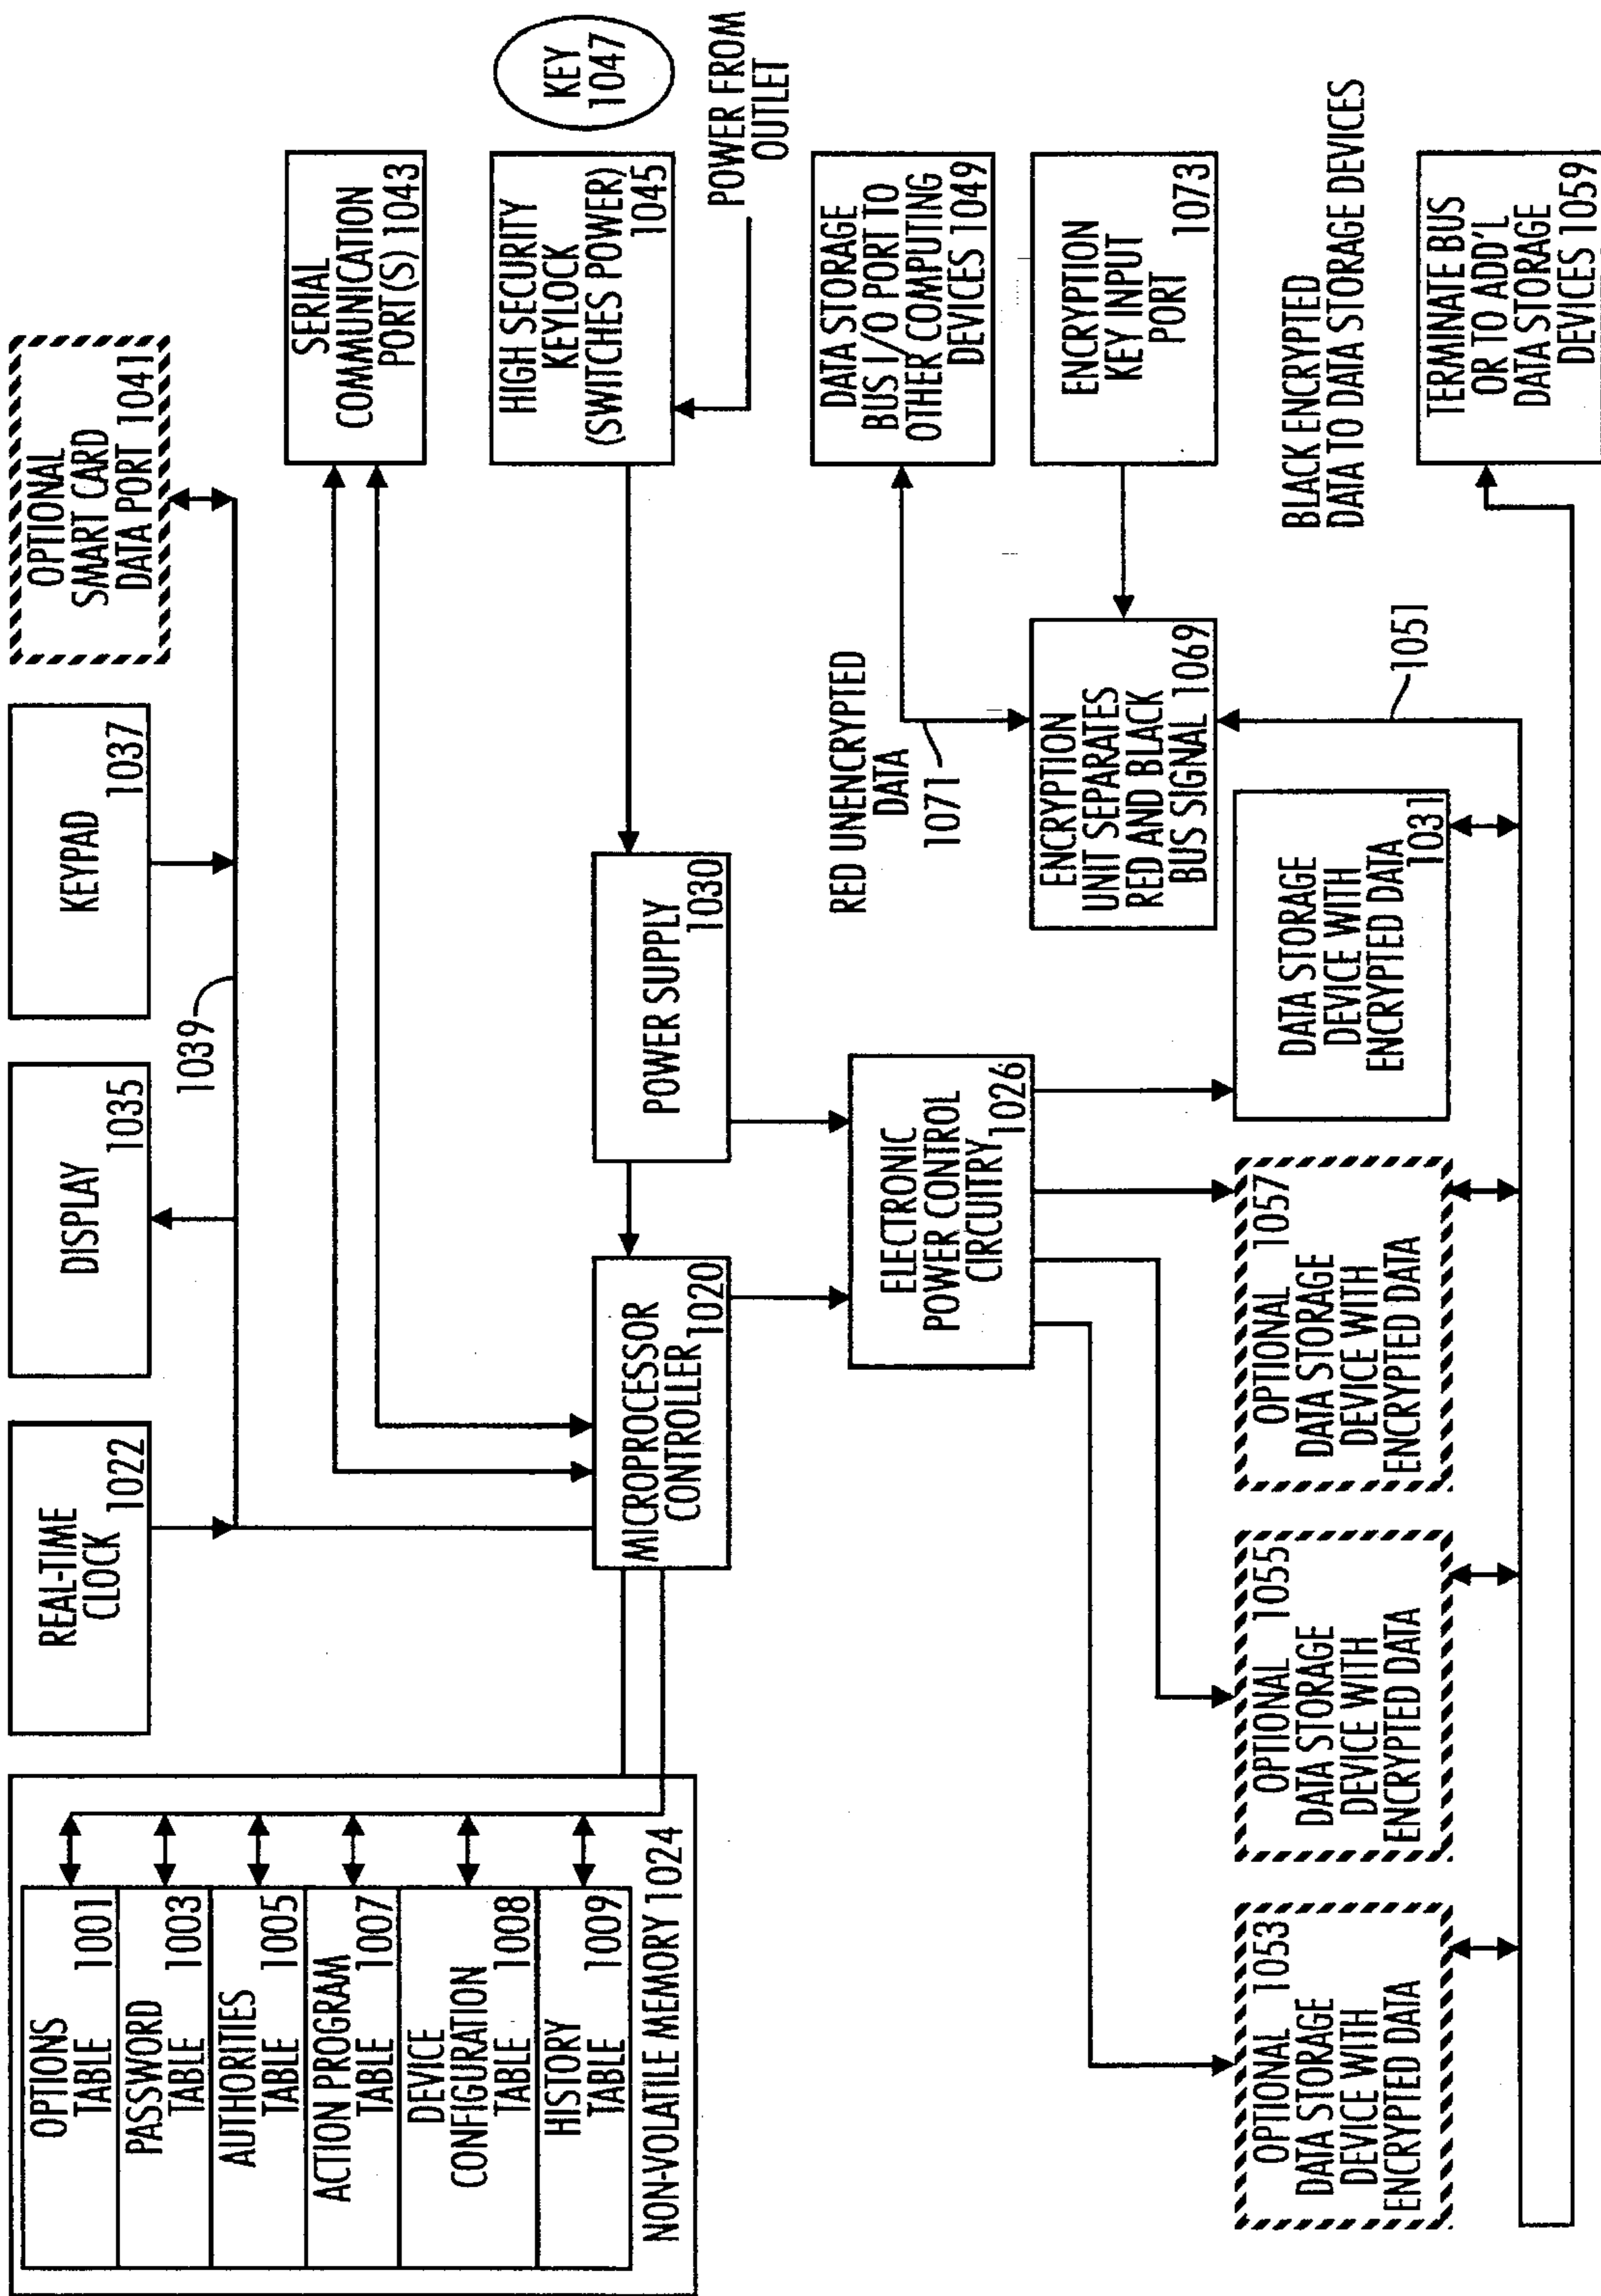 OPTIONS
TABLE 1001
PASSWORD
TABLE 1003
AUTHORITIES
TABLE 1005
ACTION PROGRAM
TABLE 1007
DEVICE
CONFIGURATION
TABLE 1008
HISTORY
TABLE 1009
NON-VOLATILE MEMORY 1024
REAL-TIME
CLOCK
1022
DISPLAY
1035
KEYPAD
1037
OPTIONAL
SMART CARD
DATA PORT 1041
1039
SERIAL
COMMUNICATION
PORT(S) 1043
KEY
1047
HIGH SECURITY
KEYLOCK
(SWITCHES POWER)
1045
POWER FROM
OUTLET
MICROPROCESSOR
CONTROLLER
1020
POWER SUPPLY
1030
ELECTRONIC
POWER CONTROL
CIRCUITRY
1026
DATA STORAGE
BUS I/O PORT TO
OTHER COMPUTING
DEVICES 1049
RED UNENCRYPTED
DATA
1071
ENCRYPTION
KEY INPUT
PORT
1073
ENCRYPTION
UNIT SEPARATES
RED AND BLACK
BUS SIGNAL 1069
OPTIONAL 1053
DATA STORAGE
DEVICE WITH
ENCRYPTED DATA
OPTIONAL 1055
DATA STORAGE
DEVICE WITH
ENCRYPTED DATA
OPTIONAL 1057
DATA STORAGE
DEVICE WITH
ENCRYPTED DATA
DATA STORAGE
DEVICE WITH
ENCRYPTED DATA
1031
1051
BLACK ENCRYPTED
DATA TO DATA STORAGE DEVICES
TERMINATE BUS
OR TO ADD'L
DATA STORAGE
DEVICES 1059